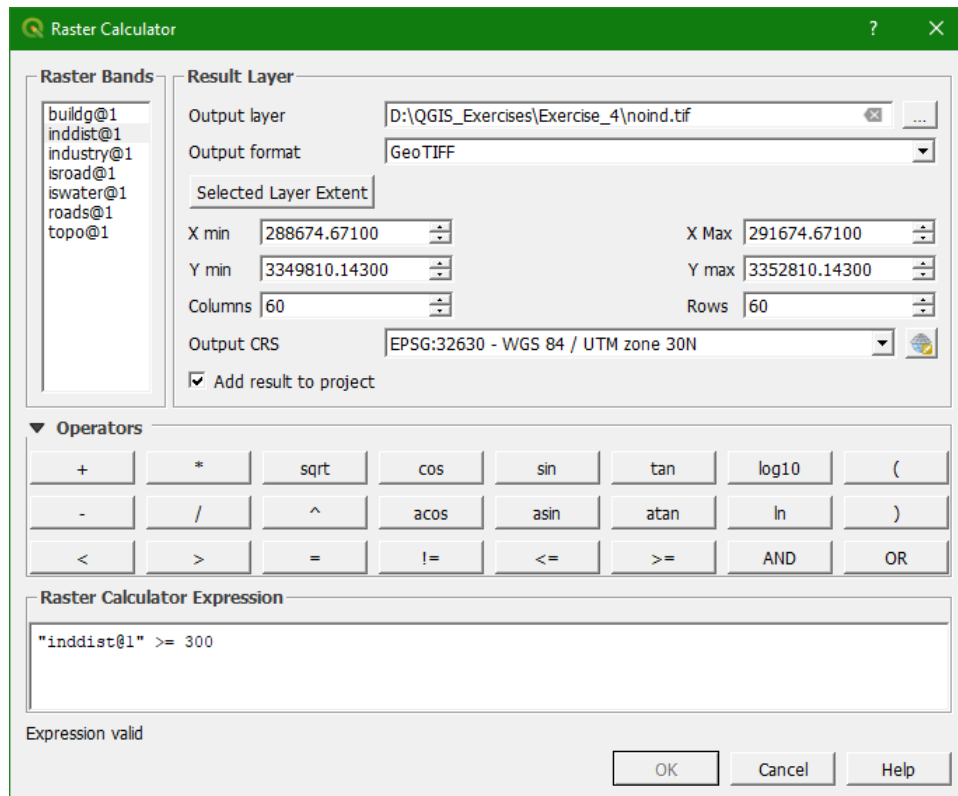 Raster Calculator
?
Raster Bands
buildg@1
inddist@1
industry@1
isroad@1
iswater@1
roads@1
topo@1
Result Layer
Output layer D:\QGIS_Exercises\Exercise_4\noind.tif ...
Output format GeoTIFF
Selected Layer Extent
X min 288674.67100 X Max 291674.67100
Y min 3349810.14300 Y max 3352810.14300
Columns 60 Rows 60
Output CRS EPSG:32630 - WGS 84 / UTM zone 30N
Add result to project
Operators
+ * sqrt cos sin tan log10 (
- / ^ acos asin atan ln )
< > = != <= >= AND OR
Raster Calculator Expression
"inddist@1" >= 300
Expression valid
OK Cancel Help